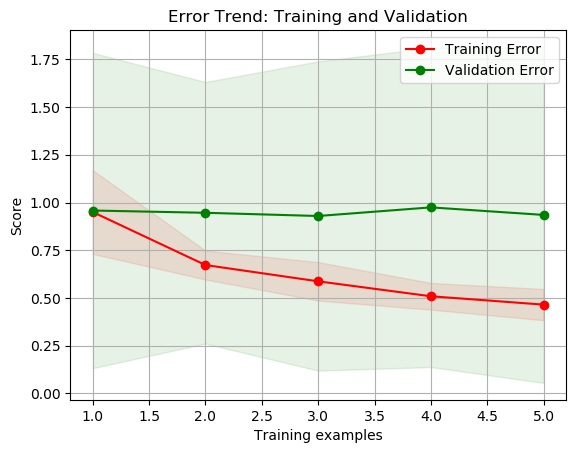 Error Trend: Training and Validation
Training Error
Validation Error
Score
1.75
1.50
1.25
1.00
0.75
0.50
0.25
0.00
1.0 1.5 2.0 2.5 3.0 3.5 4.0 4.5 5.0
Training examples